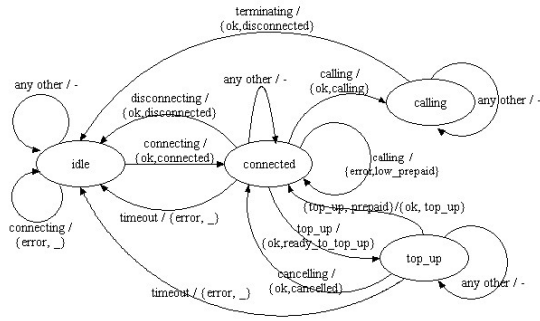 terminating /
{ok,disconnected}
any other / -
any other / -
calling /
{ok,calling}
calling
any other / -
disconnecting /
{ok,disconnected}
connecting /
{ok,connected}
idle
connected
calling /
{error,low_prepaid}
connecting /
{error, _}
timeout / {error, _}
{top_up, prepaid}/{ok, top_up}
top_up /
{ok,ready_to_top_up}
top_up
cancelling /
{ok,cancelled}
any other / -
timeout / {error, _}